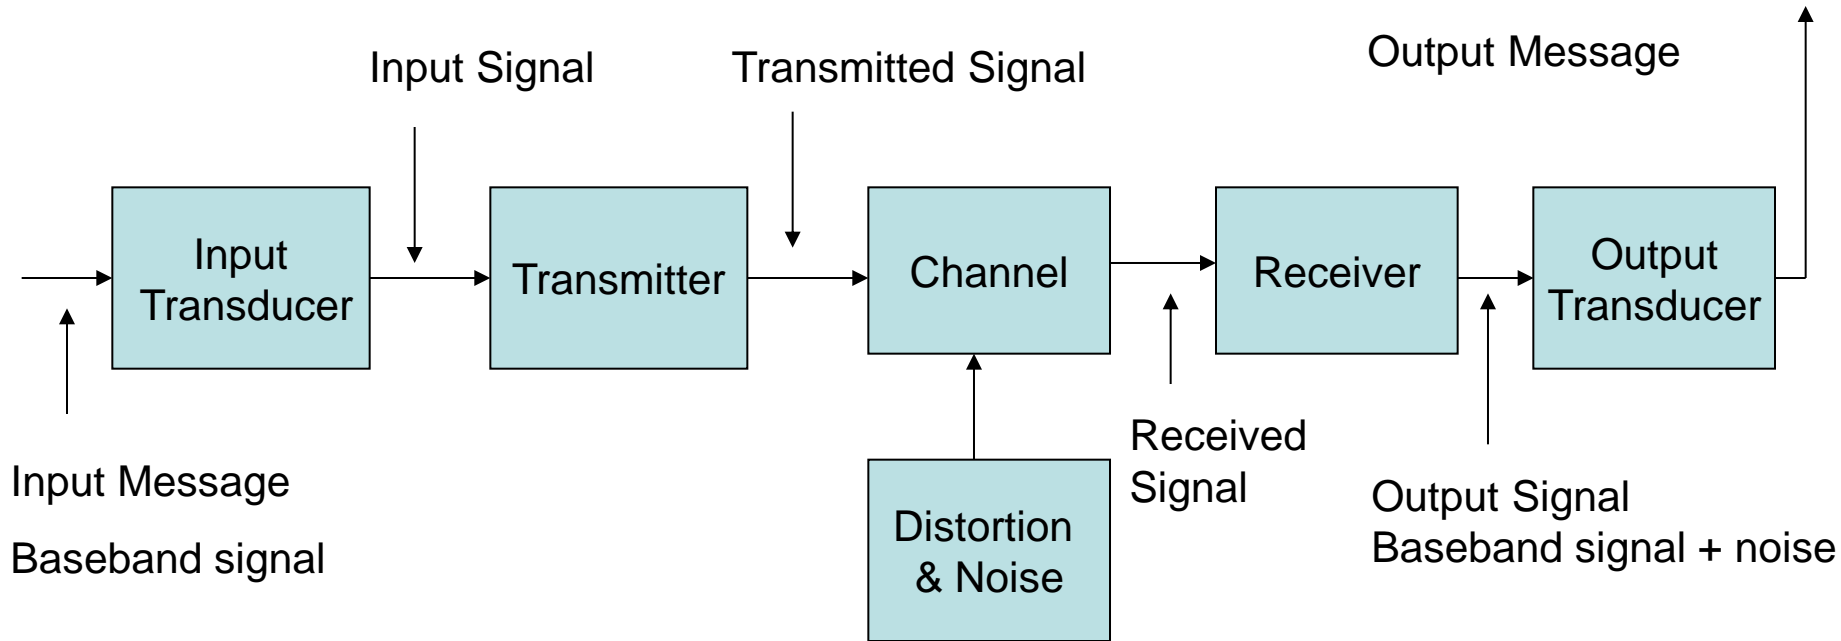 Input Signal
Transmitted Signal
Output Message
Input
Transducer
Transmitter
Channel
Receiver
Output
Transducer
Input Message
Baseband signal
Distortion
& Noise
Received
Signal
Output Signal
Baseband signal + noise